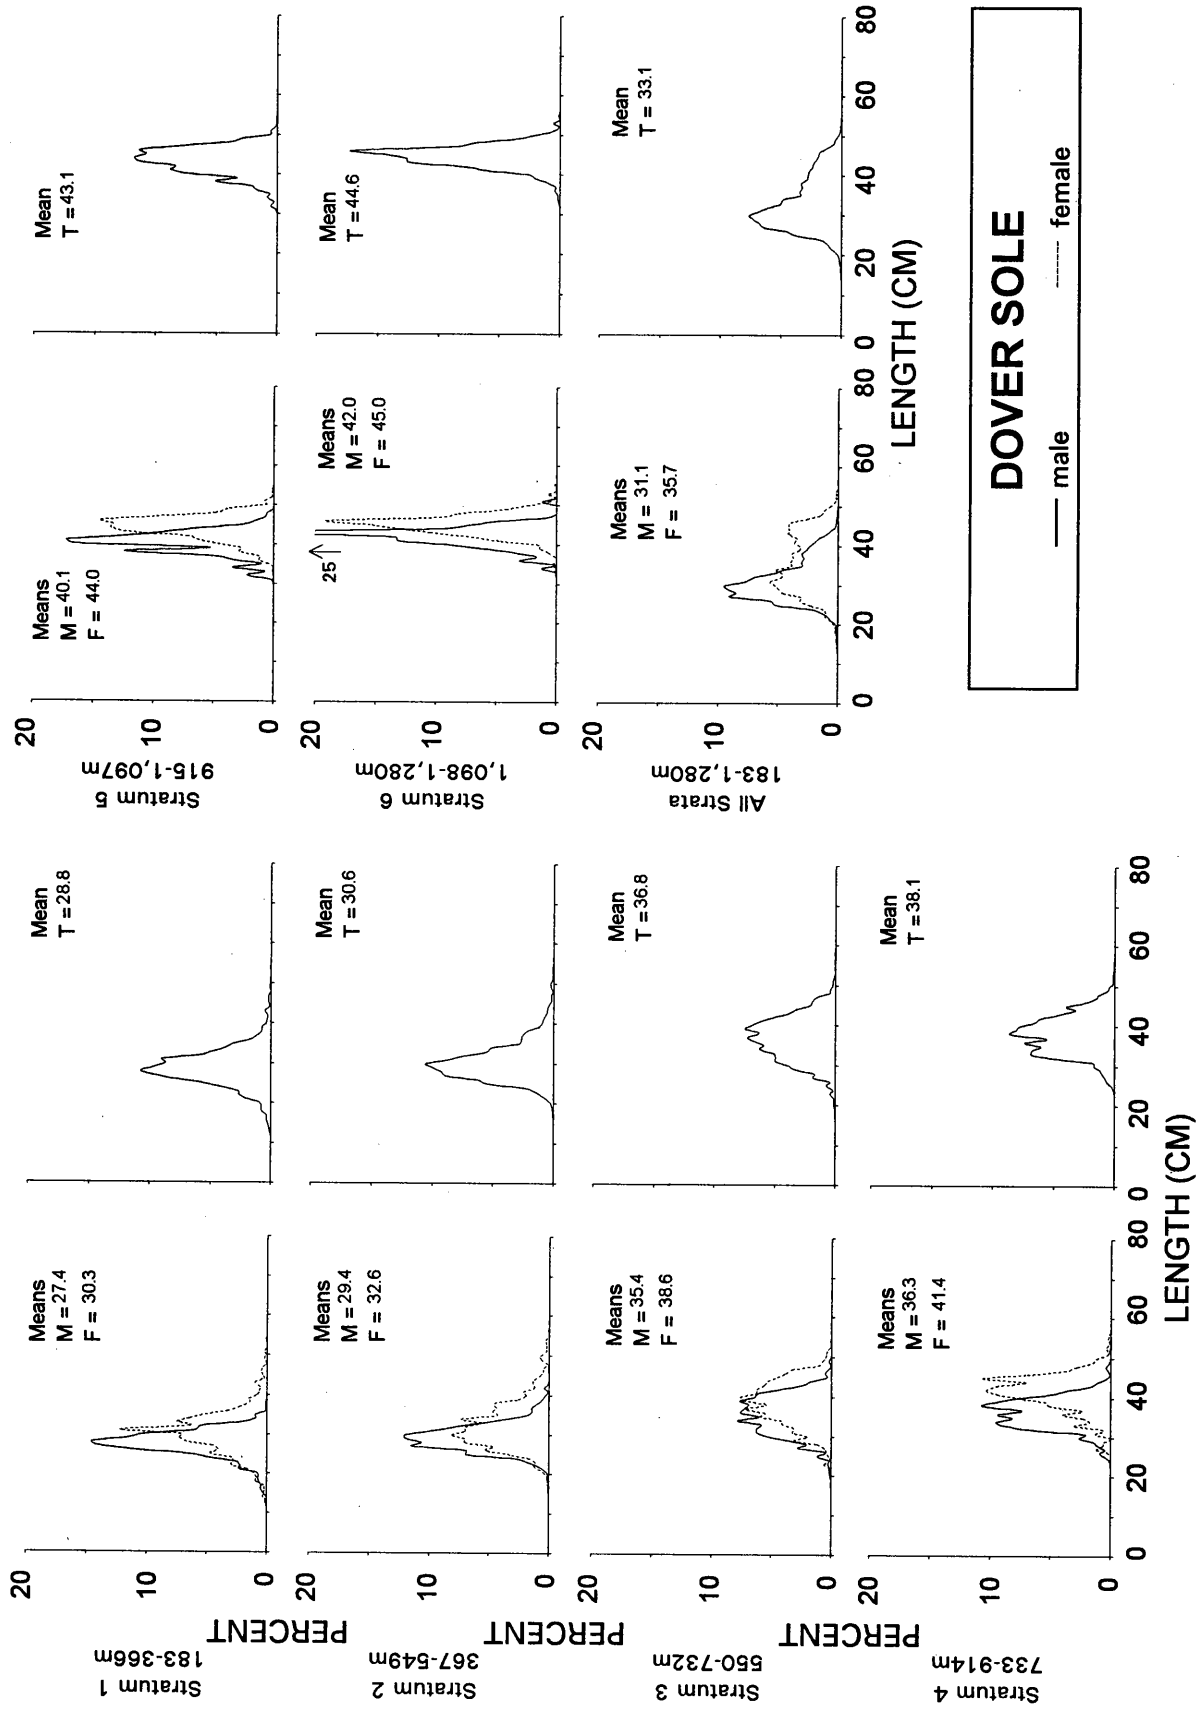 Stratum 1
183-366m
PERCENT
20
10
0
Means
M = 27.4
F = 30.3
Mean
T = 28.8
Stratum 2
367-549m
PERCENT
20
10
0
Means
M = 29.4
F = 32.6
Mean
T = 30.6
Stratum 3
550-732m
PERCENT
20
10
0
Means
M = 35.4
F = 38.6
Mean
T = 36.8
Stratum 4
733-914m
PERCENT
20
10
0
Means
M = 36.3
F = 41.4
Mean
T = 38.1
0 20 40 60 80
0 20 40 60 80
LENGTH (CM)
Stratum 5
915-1,097m
20
10
0
Means
M = 40.1
F = 44.0
Mean
T = 43.1
Stratum 6
1,098-1,280m
20
10
0
25
Means
M = 42.0
F = 45.0
Mean
T = 44.6
All Strata
183-1,280m
20
10
0
Means
M = 31.1
F = 35.7
Mean
T = 33.1
0 20 40 60 80
0 20 40 60 80
LENGTH (CM)
DOVER SOLE
male female